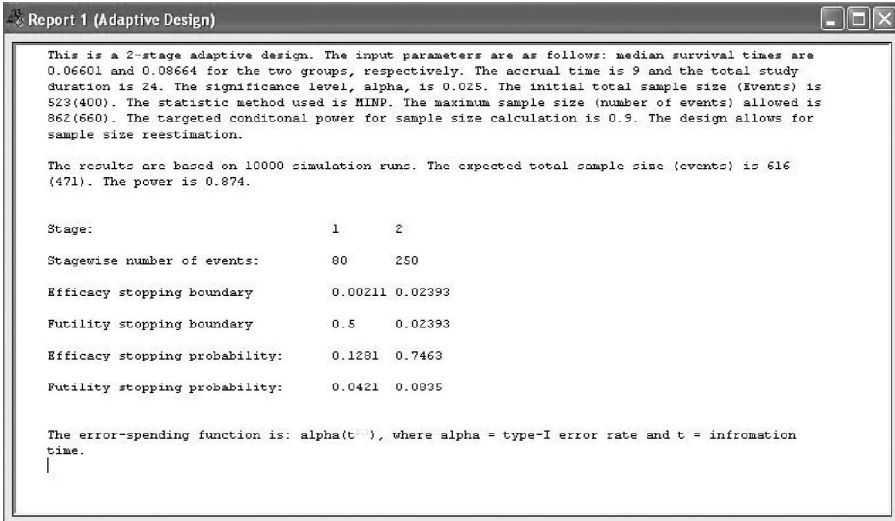 Report 1 (Adaptive Design)
This is a 2-stage adaptive design. The input parameters are as follows: median survival times are
0.06601 and 0.08664 for the two groups, respectively. The accrual time is 9 and the total study
duration is 24. The significance level, alpha, is 0.025. The initial total sample size (Events) is
523(400). The statistic method used is MINP. The maximum sample size (number of events) allowed is
862(660). The targeted conditonal power for sample size calculation is 0.9. The design allows for
sample size reestimation.
The results are based on 10000 simulation runs. The expected total sample size (events) is 616
(471). The power is 0.874.
Stage: 1 2
Stagewise number of events: 80 250
Efficacy stopping boundary 0.00211 0.02393
Futility stopping boundary 0.5 0.02393
Efficacy stopping probability: 0.1281 0.7463
Futility stopping probability: 0.0421 0.0835
The error-spending function is: alpha(t ), where alpha = type-I error rate and t = infromation
time.